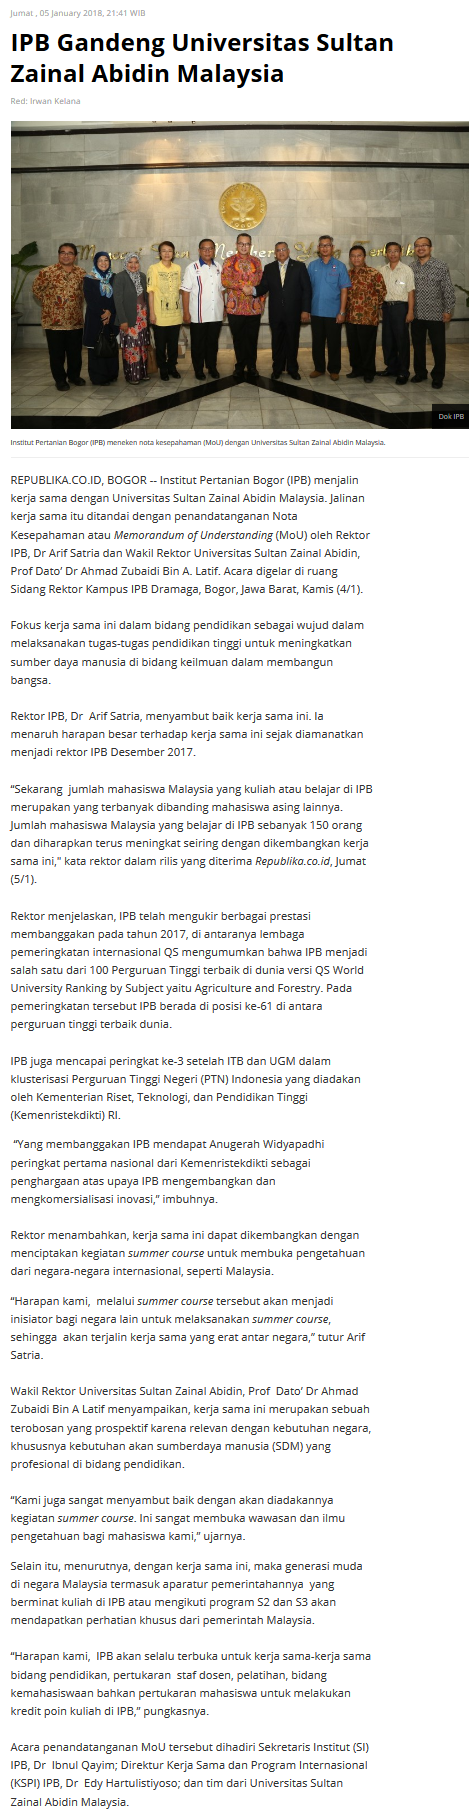 Jumat , 05 January 2018, 21:41 WIB
IPB Gandeng Universitas Sultan
Zainal Abidin Malaysia
Red: Irwan Kelana
Dok IPB
Institut Pertanian Bogor (IPB) meneken nota kesepahaman (MoU) dengan Universitas Sultan Zainal Abidin Malaysia.
REPUBLIKA.CO.ID, BOGOR -- Institut Pertanian Bogor (IPB) menjalin
kerja sama dengan Universitas Sultan Zainal Abidin Malaysia. Jalinan
kerja sama itu ditandai dengan penandatanganan Nota
Kesepahaman atau Memorandum of Understanding (MoU) oleh Rektor
IPB, Dr Arif Satria dan Wakil Rektor Universitas Sultan Zainal Abidin,
Prof Dato’ Dr Ahmad Zubaidi Bin A. Latif. Acara digelar di ruang
Sidang Rektor Kampus IPB Dramaga, Bogor, Jawa Barat, Kamis (4/1).
Fokus kerja sama ini dalam bidang pendidikan sebagai wujud dalam
melaksanakan tugas-tugas pendidikan tinggi untuk meningkatkan
sumber daya manusia di bidang keilmuan dalam membangun
bangsa.
Rektor IPB, Dr  Arif Satria, menyambut baik kerja sama ini. Ia
menaruh harapan besar terhadap kerja sama ini sejak diamanatkan
menjadi rektor IPB Desember 2017.
“Sekarang  jumlah mahasiswa Malaysia yang kuliah atau belajar di IPB
merupakan yang terbanyak dibanding mahasiswa asing lainnya.
Jumlah mahasiswa Malaysia yang belajar di IPB sebanyak 150 orang
dan diharapkan terus meningkat seiring dengan dikembangkan kerja
sama ini," kata rektor dalam rilis yang diterima Republika.co.id, Jumat
(5/1).
Rektor menjelaskan, IPB telah mengukir berbagai prestasi
membanggakan pada tahun 2017, di antaranya lembaga
pemeringkatan internasional QS mengumumkan bahwa IPB menjadi
salah satu dari 100 Perguruan Tinggi terbaik di dunia versi QS World
University Ranking by Subject yaitu Agriculture and Forestry. Pada
pemeringkatan tersebut IPB berada di posisi ke-61 di antara
perguruan tinggi terbaik dunia.
IPB juga mencapai peringkat ke-3 setelah ITB dan UGM dalam
klusterisasi Perguruan Tinggi Negeri (PTN) Indonesia yang diadakan
oleh Kementerian Riset, Teknologi, dan Pendidikan Tinggi
(Kemenristekdikti) RI.
“Yang membanggakan IPB mendapat Anugerah Widyapadhi
peringkat pertama nasional dari Kemenristekdikti sebagai
penghargaan atas upaya IPB mengembangkan dan
mengkomersialisasi inovasi,” imbuhnya.
Rektor menambahkan, kerja sama ini dapat dikembangkan dengan
menciptakan kegiatan summer course untuk membuka pengetahuan
dari negara-negara internasional, seperti Malaysia.
“Harapan kami,  melalui summer course tersebut akan menjadi
inisiator bagi negara lain untuk melaksanakan summer course,
sehingga  akan terjalin kerja sama yang erat antar negara,” tutur Arif
Satria.
Wakil Rektor Universitas Sultan Zainal Abidin, Prof  Dato’ Dr Ahmad
Zubaidi Bin A Latif menyampaikan, kerja sama ini merupakan sebuah
terobosan yang prospektif karena relevan dengan kebutuhan negara,
khususnya kebutuhan akan sumberdaya manusia (SDM) yang
profesional di bidang pendidikan.
“Kami juga sangat menyambut baik dengan akan diadakannya
kegiatan summer course. Ini sangat membuka wawasan dan ilmu
pengetahuan bagi mahasiswa kami,” ujarnya.
Selain itu, menurutnya, dengan kerja sama ini, maka generasi muda
di negara Malaysia termasuk aparatur pemerintahannya  yang
berminat kuliah di IPB atau mengikuti program S2 dan S3 akan
mendapatkan perhatian khusus dari pemerintah Malaysia.
“Harapan kami,  IPB akan selalu terbuka untuk kerja sama-kerja sama
bidang pendidikan, pertukaran  staf dosen, pelatihan, bidang
kemahasiswaan bahkan pertukaran mahasiswa untuk melakukan
kredit poin kuliah di IPB,” pungkasnya.
Acara penandatanganan MoU tersebut dihadiri Sekretaris Institut (SI)
IPB, Dr  Ibnul Qayim; Direktur Kerja Sama dan Program Internasional
(KSPI) IPB, Dr  Edy Hartulistiyoso; dan tim dari Universitas Sultan
Zainal Abidin Malaysia.